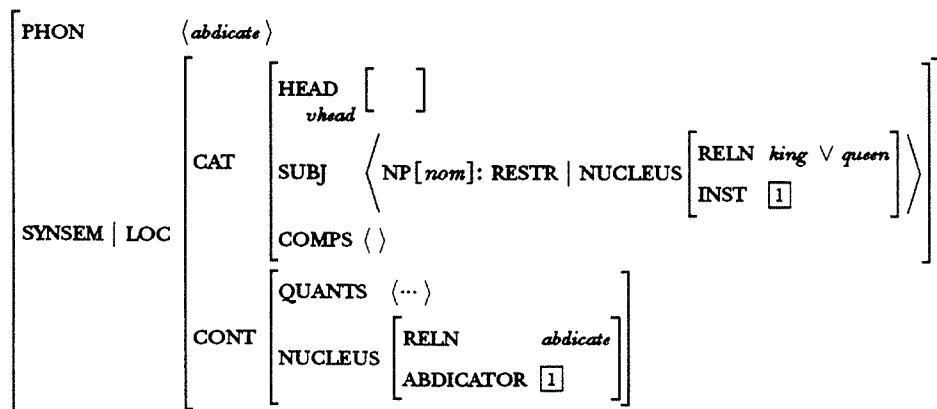 PHON ⟨abdicate⟩
HEAD [ ]
vhead
CAT SUBJ ⟨NP[nom]: RESTR | NUCLEUS [RELN king ∨ queen
INST [1]]⟩
COMPS ⟨ ⟩
SYNSEM | LOC
QUANTS ⟨···⟩
CONT NUCLEUS [RELN abdicate
ABDICATOR [1]]